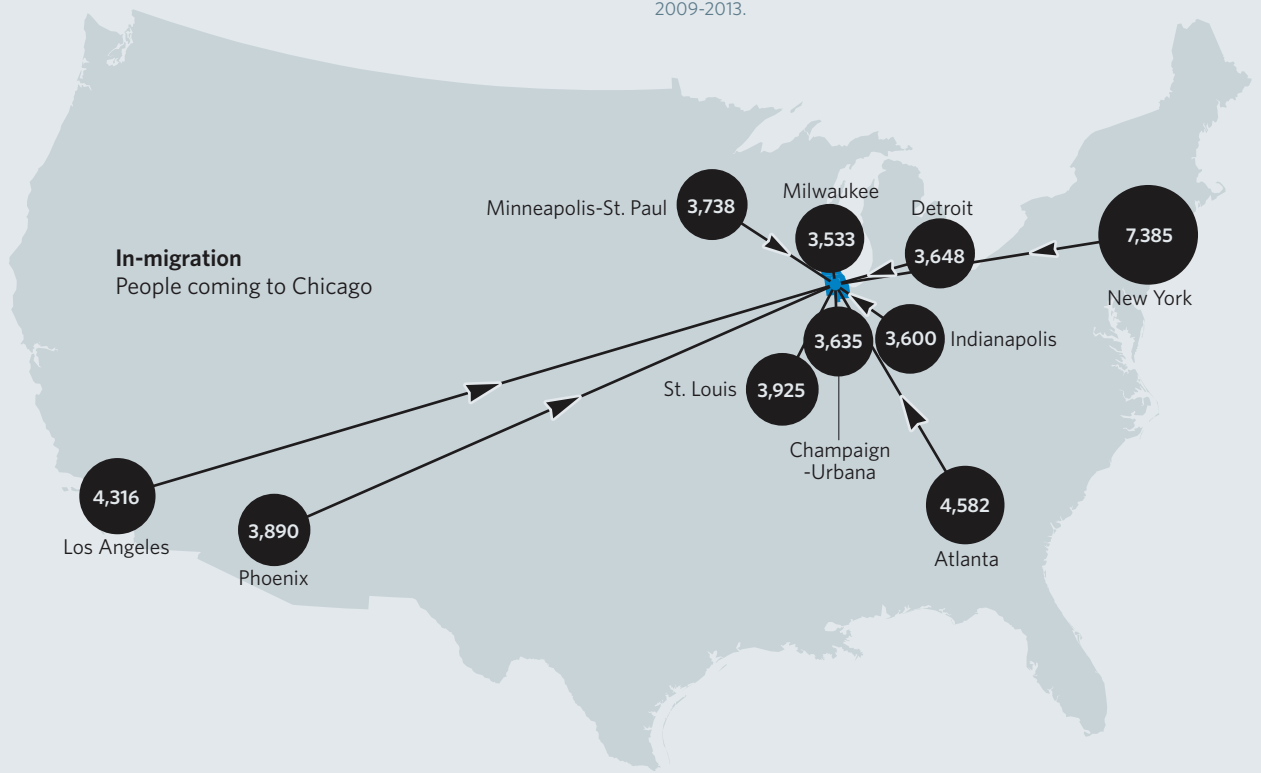 2009-2013.
In-migration
People coming to Chicago
Minneapolis-St. Paul
3,738
Milwaukee
3,533
Detroit
3,648
7,385
New York
3,635
3,600
Indianapolis
St. Louis
3,925
Champaign
-Urbana
4,316
Los Angeles
3,890
Phoenix
4,582
Atlanta